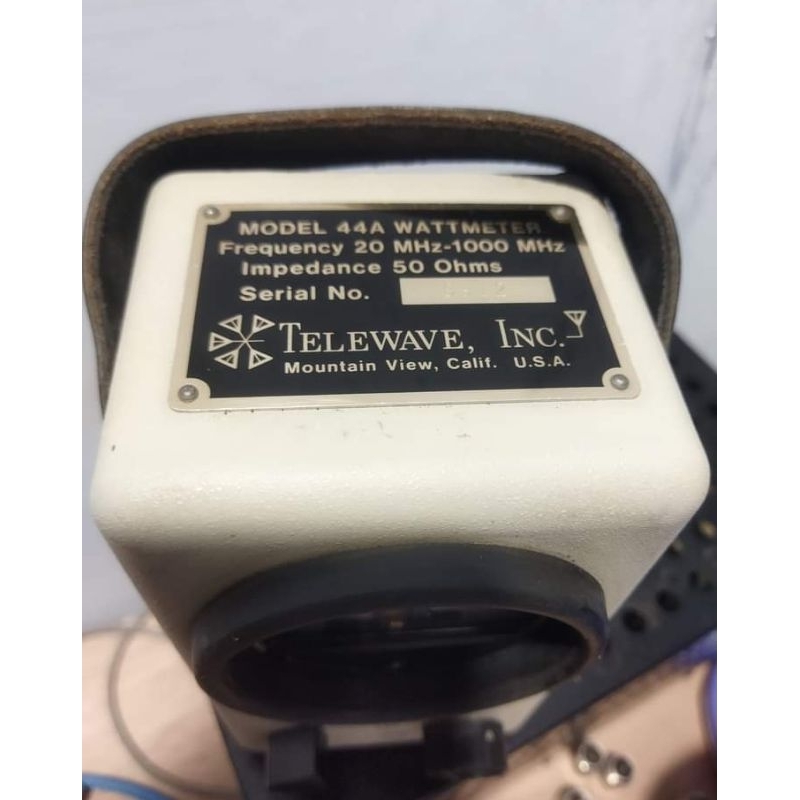 MODEL 44A WATTMETER
Frequency 20 MHz-1000 MHz
Impedance 50 Ohms
Serial No.
TELEWAVE, INC.
Mountain View, Calif. U.S.A.